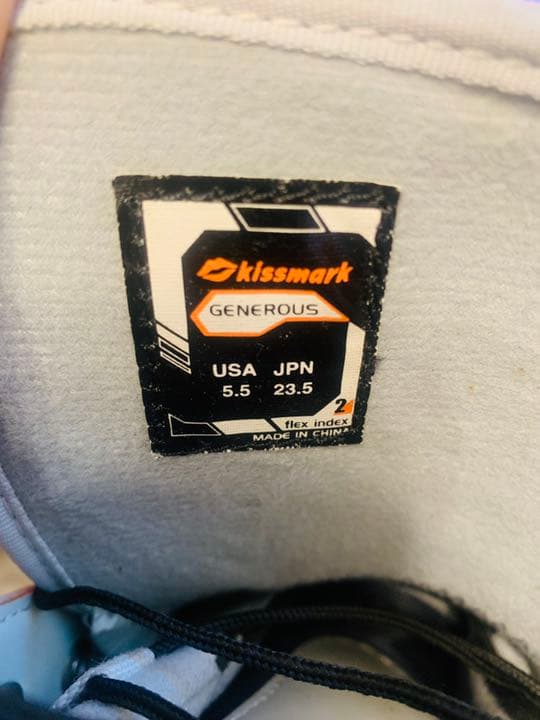 kissmark
GENEROUS
USA JPN
5.5 23.5
2
flex index
MADE IN CHINA